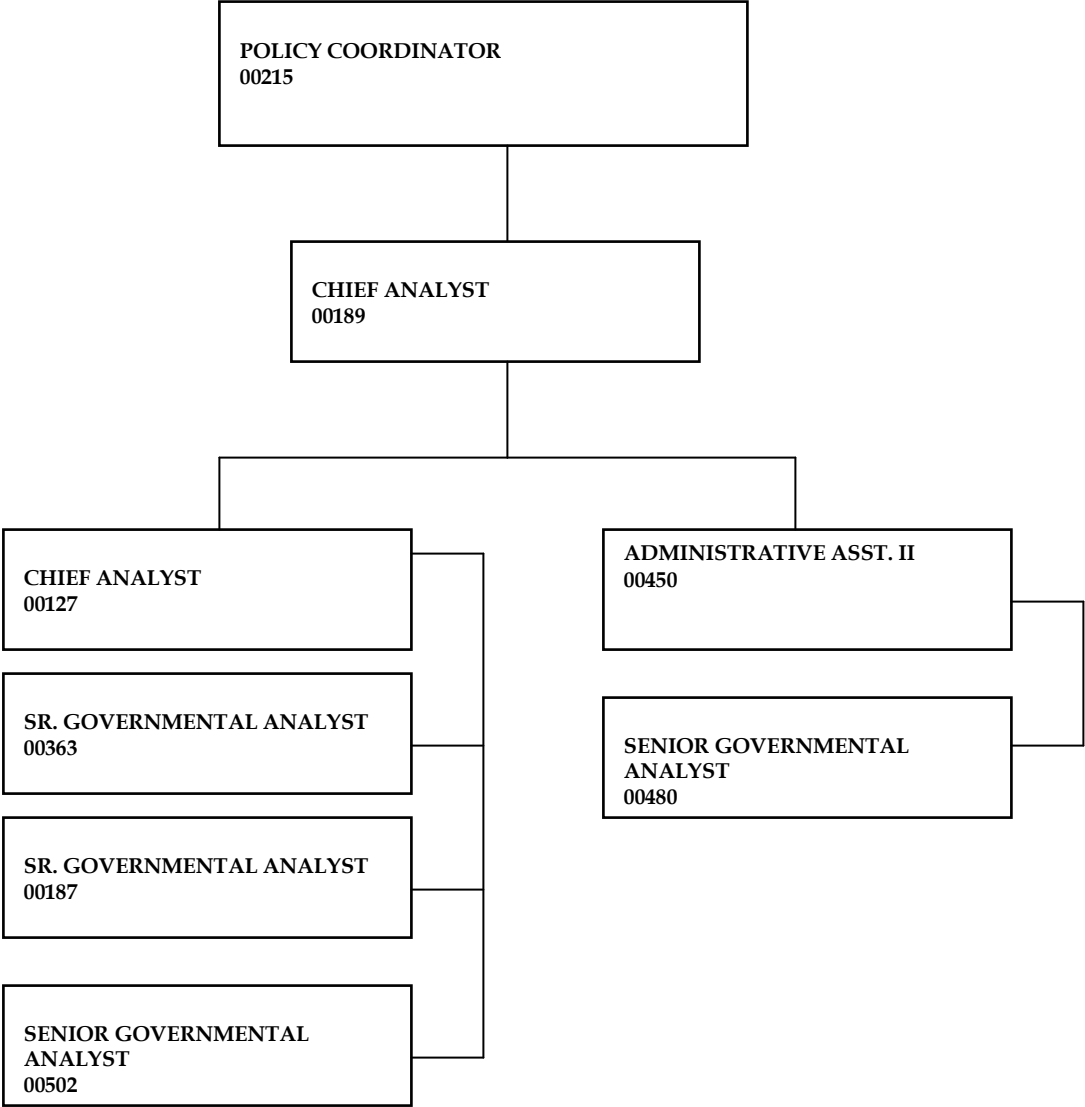 POLICY COORDINATOR
00215
CHIEF ANALYST
00189
CHIEF ANALYST
00127
SR. GOVERNMENTAL ANALYST
00363
SR. GOVERNMENTAL ANALYST
00187
SENIOR GOVERNMENTAL
ANALYST
00502
ADMINISTRATIVE ASST. II
00450
SENIOR GOVERNMENTAL
ANALYST
00480